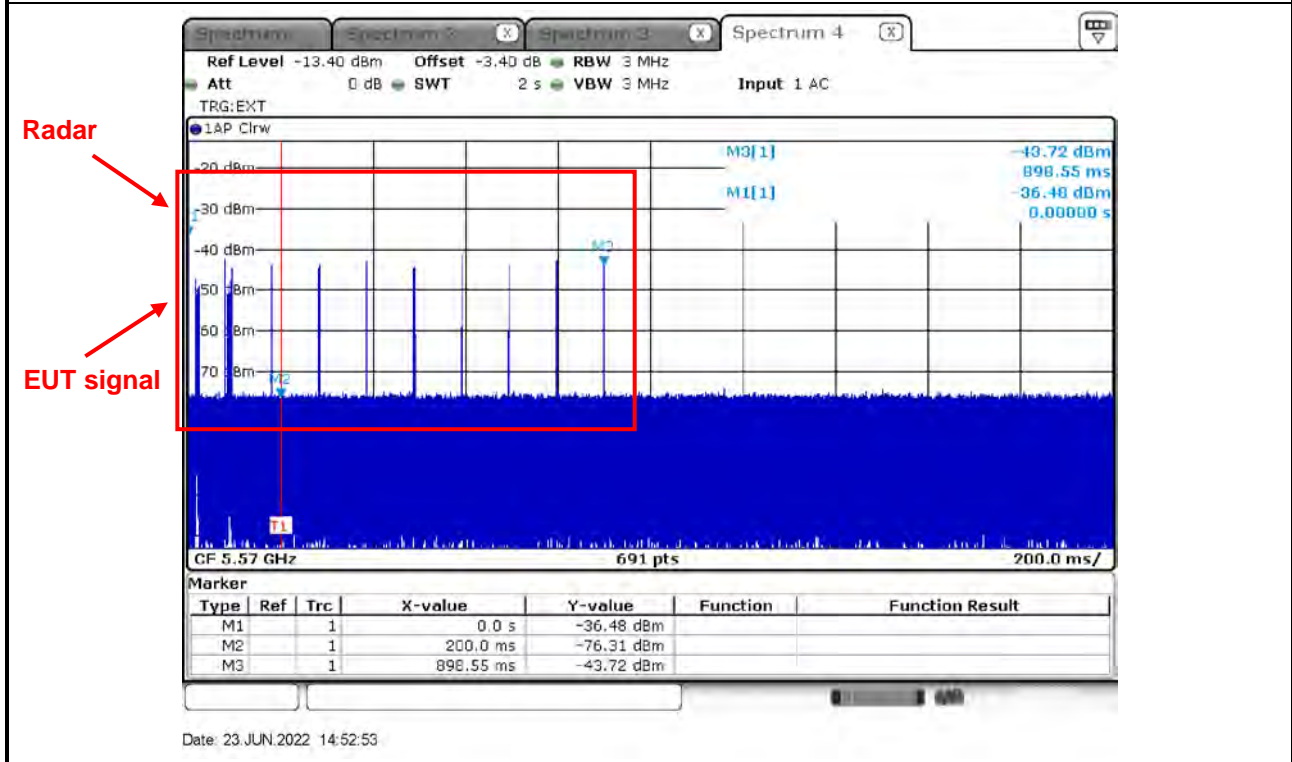 Spectrum Spectrum 2 X Spectrum 3 X Spectrum 4 X
Ref Level -13.40 dBm Offset -3.40 dB RBW 3 MHz
Att 0 dB SWT 2 s VBW 3 MHz Input 1 AC
TRG:EXT
1AP Clrw
Radar
M3[1] -43.72 dBm
898.55 ms
-20 dBm
M1[1] -36.48 dBm
0.00000 s
-30 dBm
-40 dBm
M3
-50 dBm
-60 dBm
EUT signal
-70 dBm
M2
T1
CF 5.57 GHz 691 pts 200.0 ms/
Marker
Type Ref Trc X-value Y-value Function Function Result
M1 1 0.0 s -36.48 dBm
M2 1 200.0 ms -76.31 dBm
M3 1 898.55 ms -43.72 dBm
Date: 23.JUN.2022 14:52:53